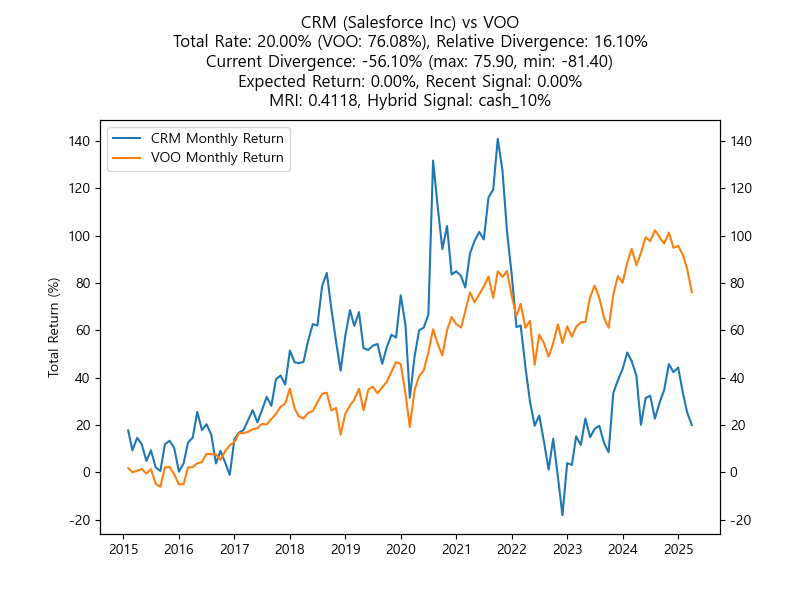 CRM (Salesforce Inc) vs VOO
Total Rate: 20.00% (VOO: 76.08%), Relative Divergence: 16.10%
Current Divergence: -56.10% (max: 75.90, min: -81.40)
Expected Return: 0.00%, Recent Signal: 0.00%
MRI: 0.4118, Hybrid Signal: cash_10%
CRM Monthly Return
VOO Monthly Return
Total Return (%)
140
120
100
80
60
40
20
0
-20
140
120
100
80
60
40
20
0
-20
2015 2016 2017 2018 2019 2020 2021 2022 2023 2024 2025